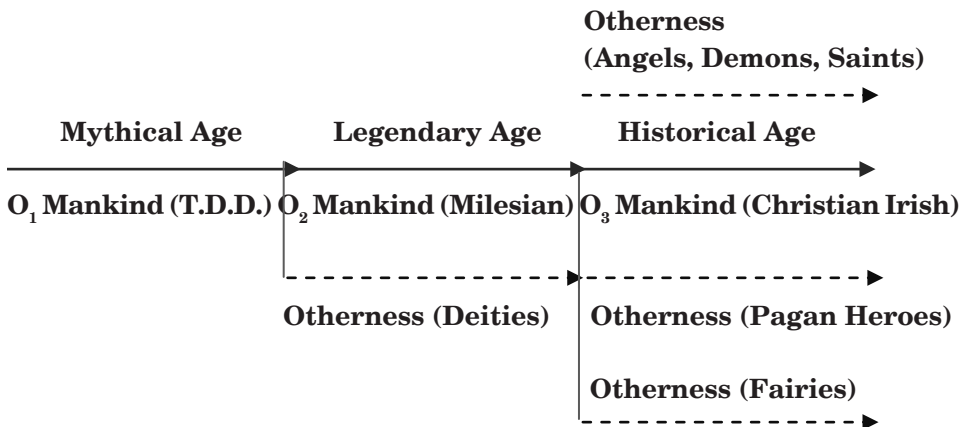 Otherness
(Angels, Demons, Saints)
Mythical Age Legendary Age Historical Age
O₁ Mankind (T.D.D.) O₂ Mankind (Milesian) O₃ Mankind (Christian Irish)
Otherness (Deities) Otherness (Pagan Heroes)
Otherness (Fairies)